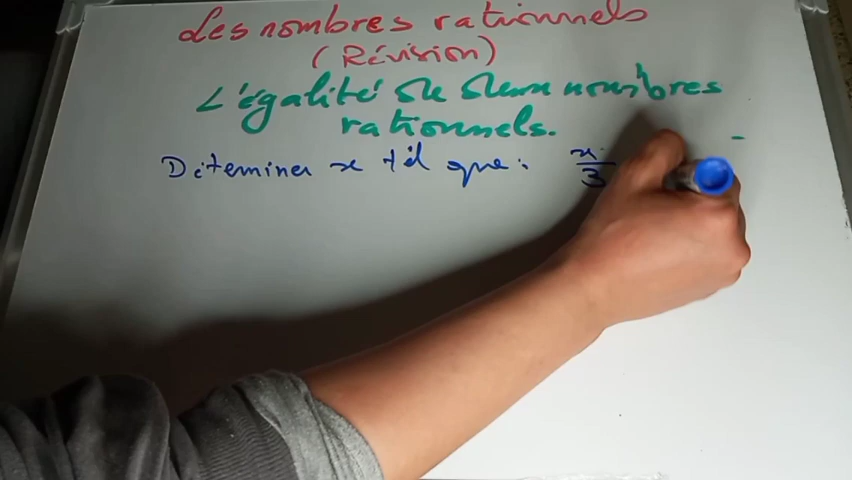 Les nombres rationnels
(Révision)
L'égalité de deux nombres
rationnels.
Déterminer x tel que : x/3